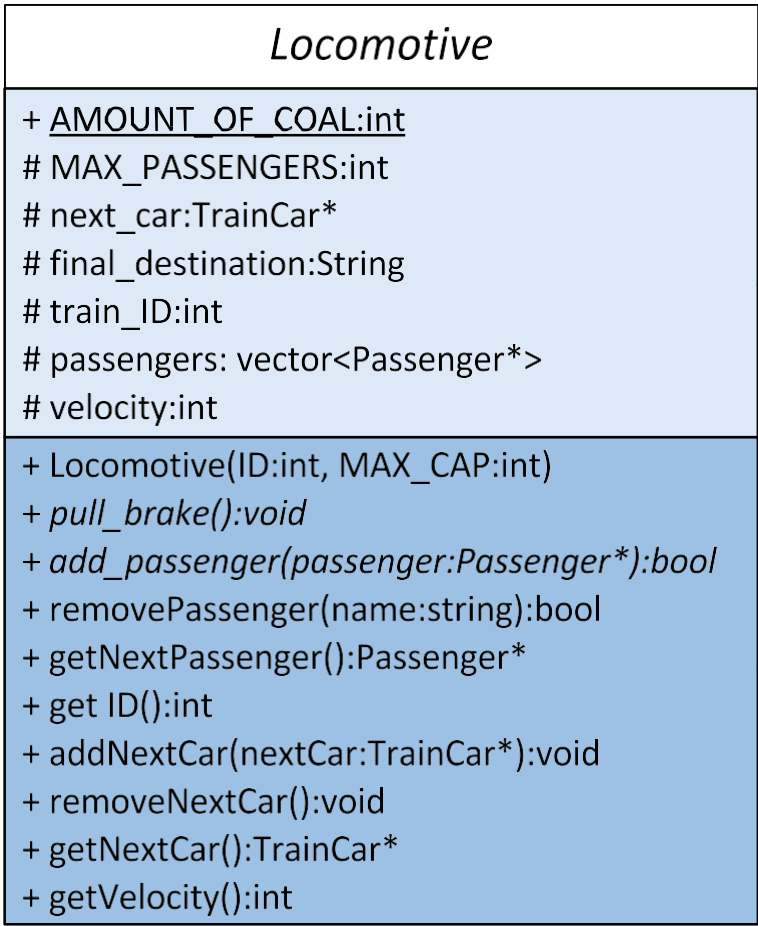 Locomotive
+ AMOUNT_OF_COAL:int
# MAX_PASSENGERS:int
# next_car:TrainCar*
# final_destination:String
# train_ID:int
# passengers: vector<Passenger*>
# velocity:int
+ Locomotive(ID:int, MAX_CAP:int)
+ pull_brake():void
+ add_passenger(passenger:Passenger*):bool
+ removePassenger(name:string):bool
+ getNextPassenger():Passenger*
+ get ID():int
+ addNextCar(nextCar:TrainCar*):void
+ removeNextCar():void
+ getNextCar():TrainCar*
+ getVelocity():int